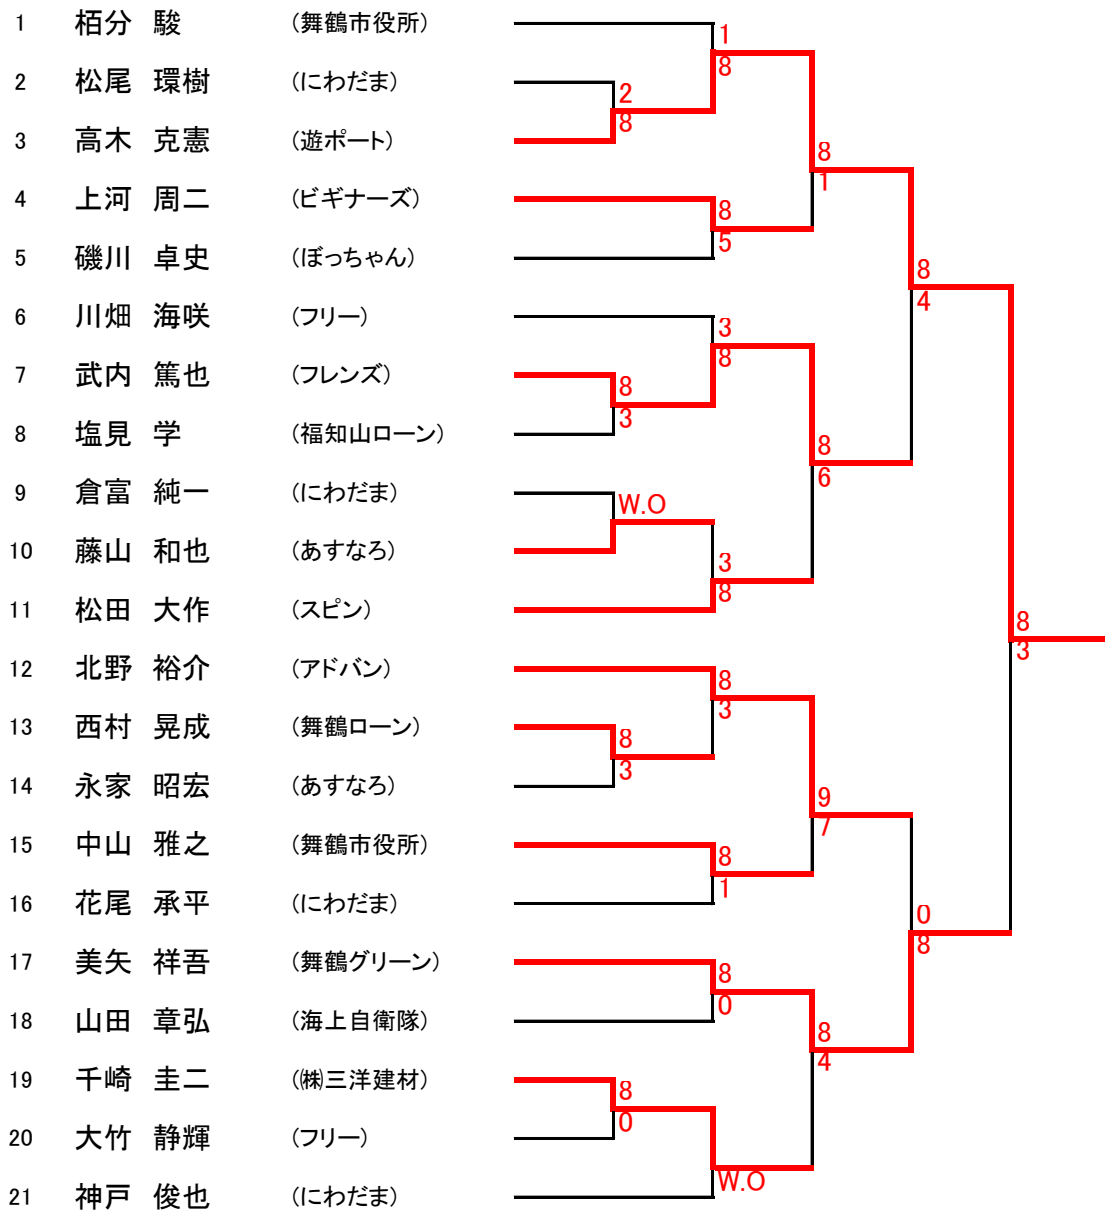 1 栢分 駿 (舞鶴市役所)
2 松尾 環樹 (にわだま)
3 高木 克憲 (遊ポート)
4 上河 周二 (ビギナーズ)
5 磯川 卓史 (ぼっちゃん)
6 川畑 海咲 (フリー)
7 武内 篤也 (フレンズ)
8 塩見 学 (福知山ローン)
9 倉富 純一 (にわだま)
10 藤山 和也 (あすなろ)
11 松田 大作 (スピン)
12 北野 裕介 (アドバン)
13 西村 晃成 (舞鶴ローン)
14 永家 昭宏 (あすなろ)
15 中山 雅之 (舞鶴市役所)
16 花尾 承平 (にわだま)
17 美矢 祥吾 (舞鶴グリーン)
18 山田 章弘 (海上自衛隊)
19 千崎 圭二 (㈱三洋建材)
20 大竹 静輝 (フリー)
21 神戸 俊也 (にわだま)
2
8
8
3
W.O
8
3
8
0
1
8
8
5
3
8
3
8
8
3
8
1
8
0
W.O
8
1
8
6
9
7
8
4
8
4
0
8
8
3